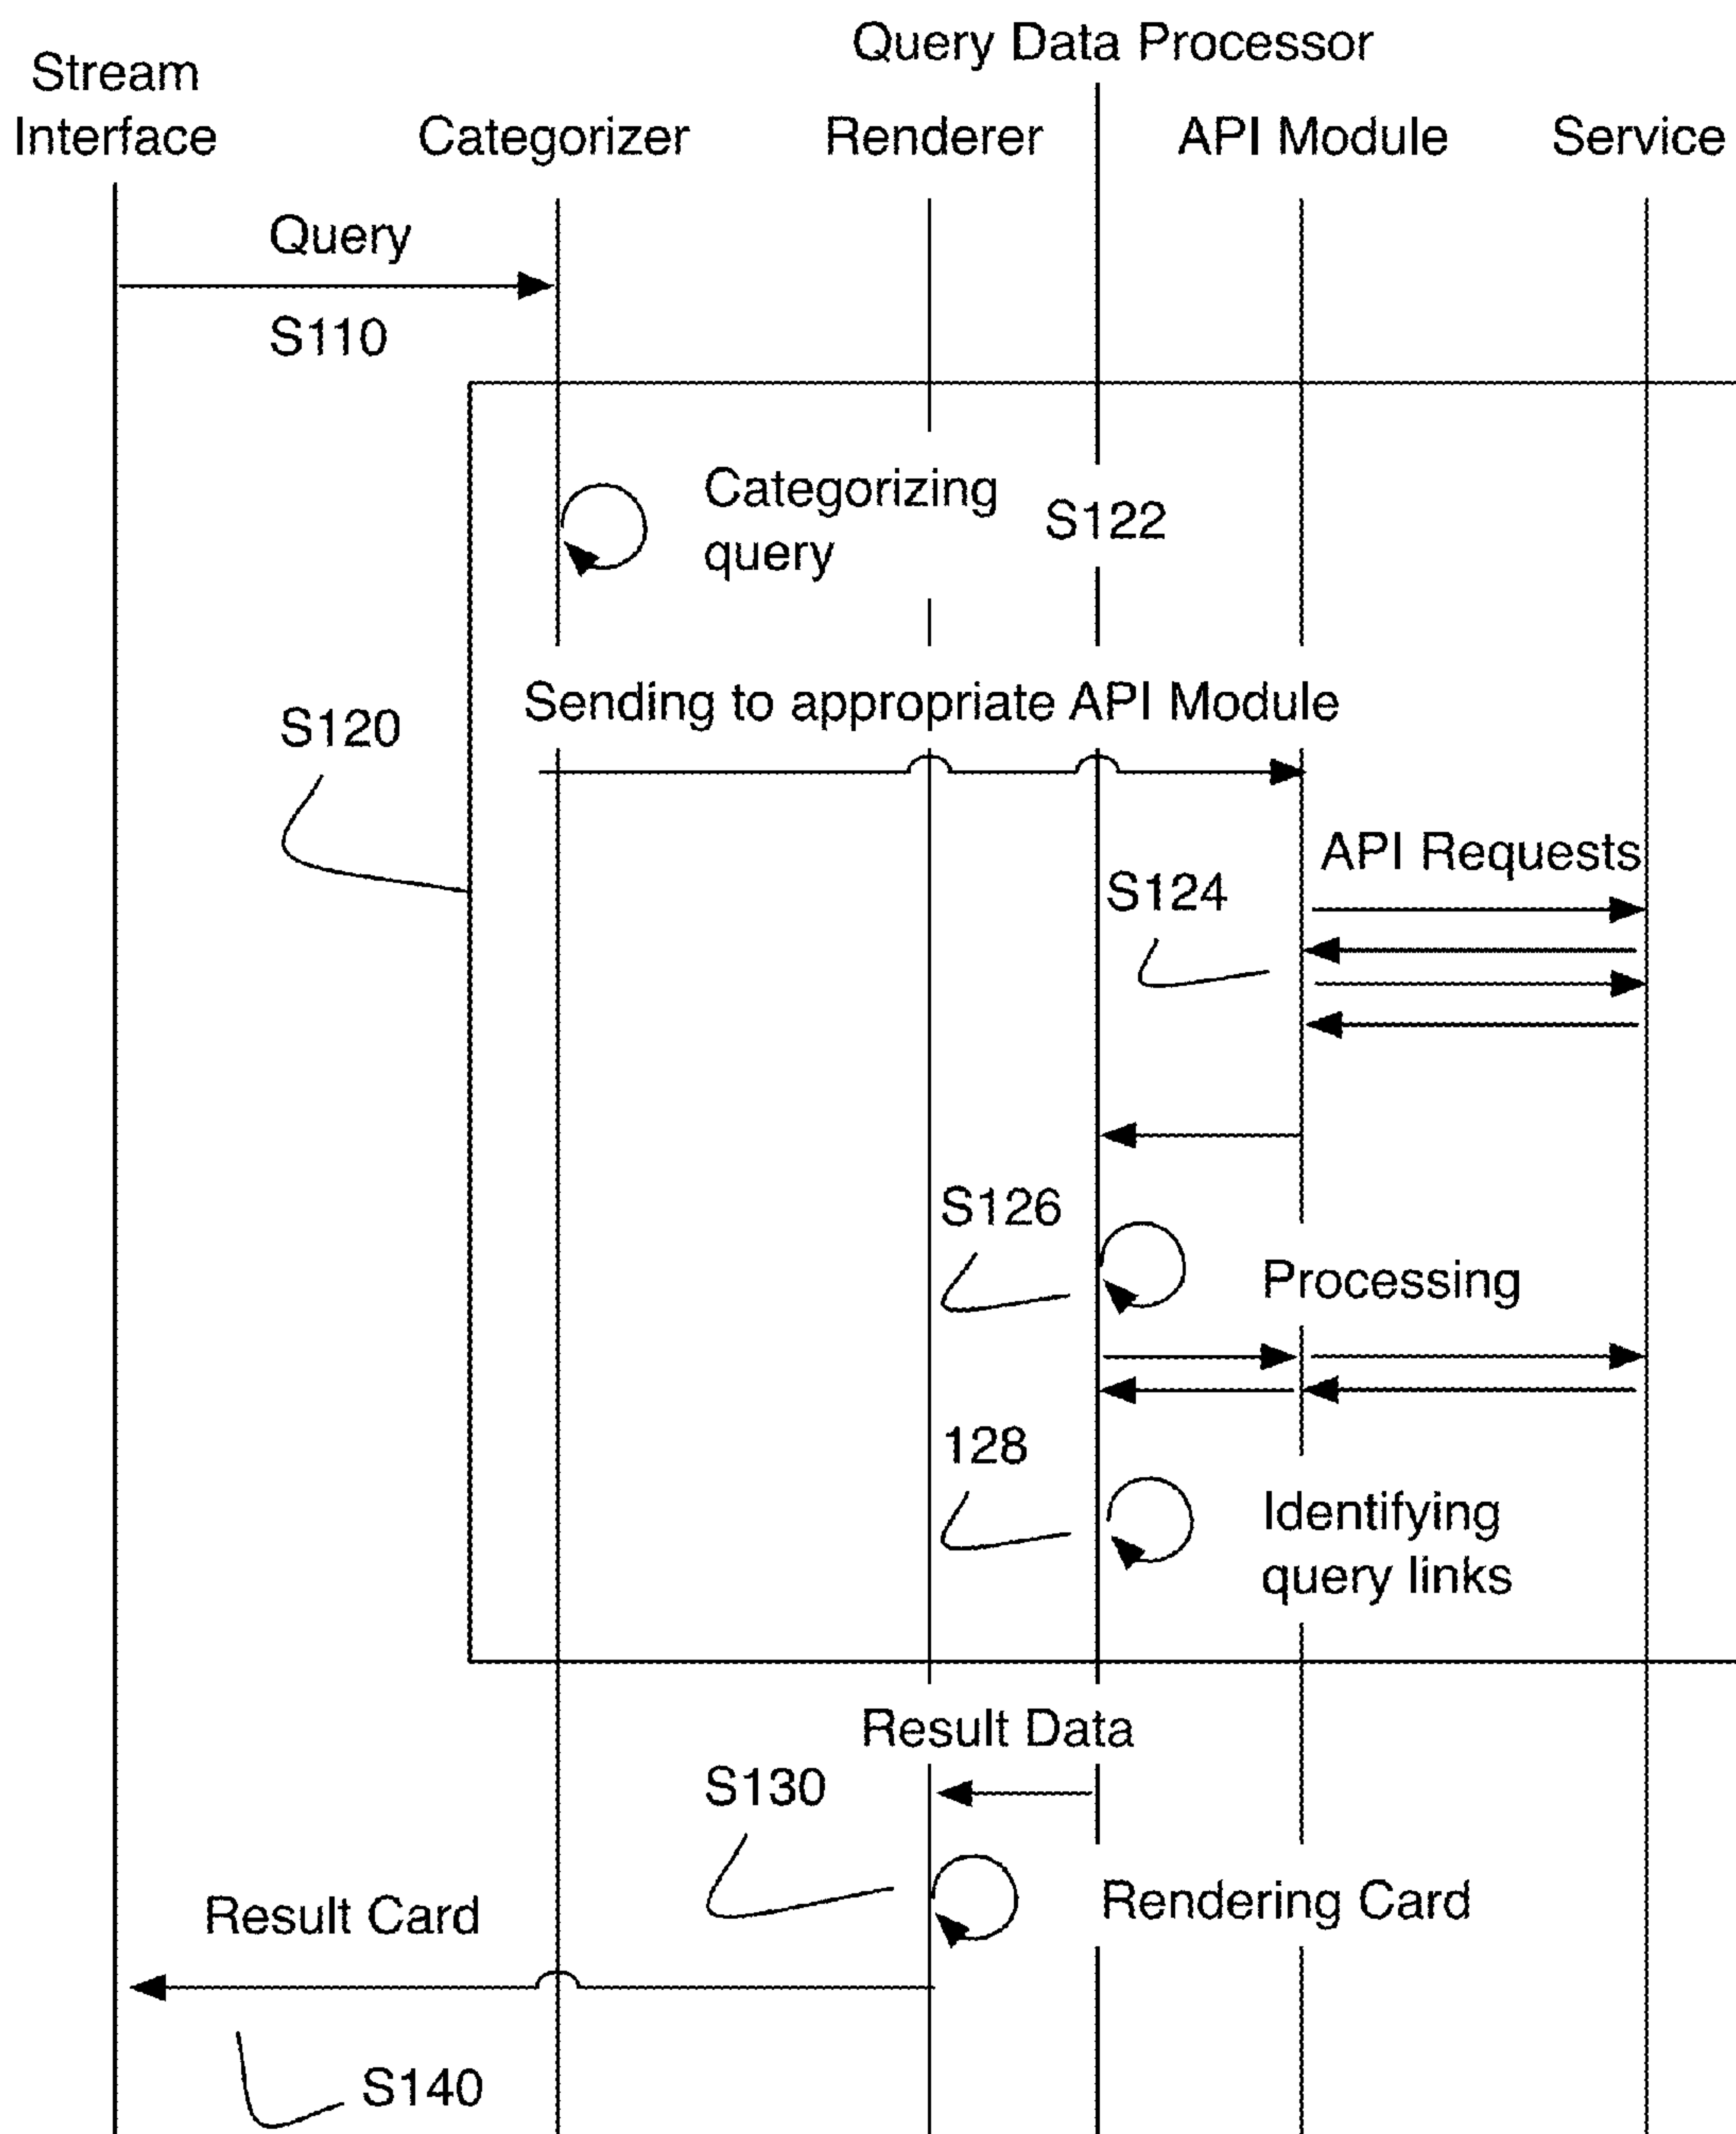 Query Data Processor
Stream
Interface
Categorizer
Renderer
API Module
Service
Query
S110
Categorizing
query
S122
Sending to appropriate API Module
S120
API Requests
S124
S126
Processing
128
Identifying
query links
Result Data
S130
Rendering Card
Result Card
S140